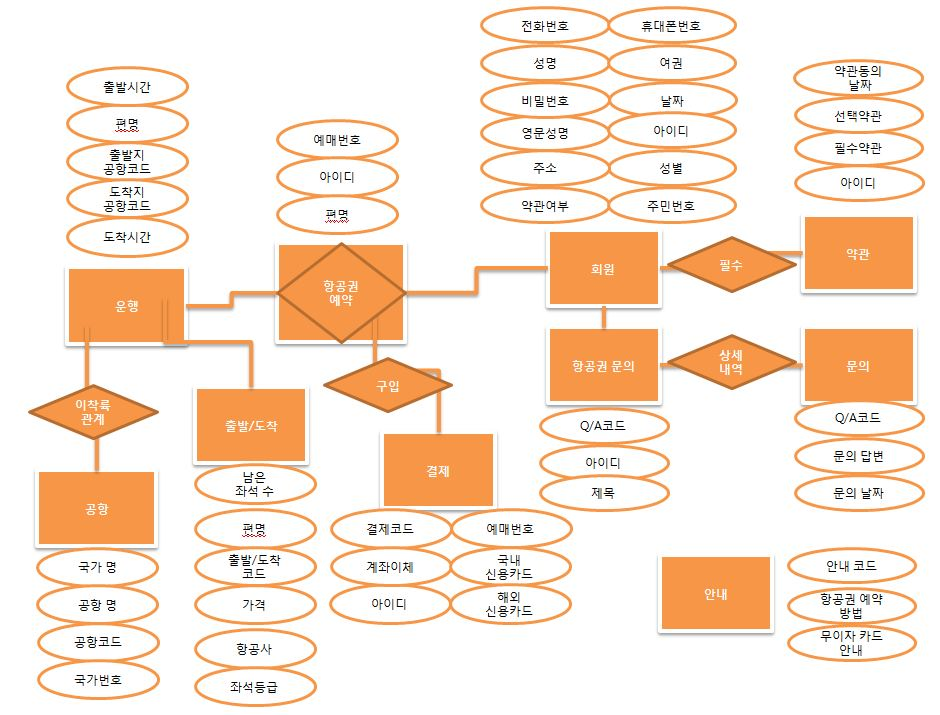 전화번호
휴대폰번호
성명
여권
비밀번호
날짜
영문성명
아이디
주소
성별
약관여부
주민번호
약관동의
날짜
선택약관
필수약관
아이디
출발시간
편명
출발지
공항코드
도착지
공항코드
도착시간
예매번호
아이디
편명
운행
항공권
예약
회원
필수
약관
항공권 문의
상세
내역
문의
이착륙
관계
출발/도착
구입
결제
공항
Q/A코드
아이디
제목
Q/A코드
문의 답변
문의 날짜
남은
좌석 수
편명
출발/도착
코드
가격
항공사
좌석등급
결제코드
예매번호
계좌이체
국내
신용카드
아이디
해외
신용카드
국가 명
공항 명
공항코드
국가번호
안내
안내 코드
항공권 예약
방법
무이자 카드
안내